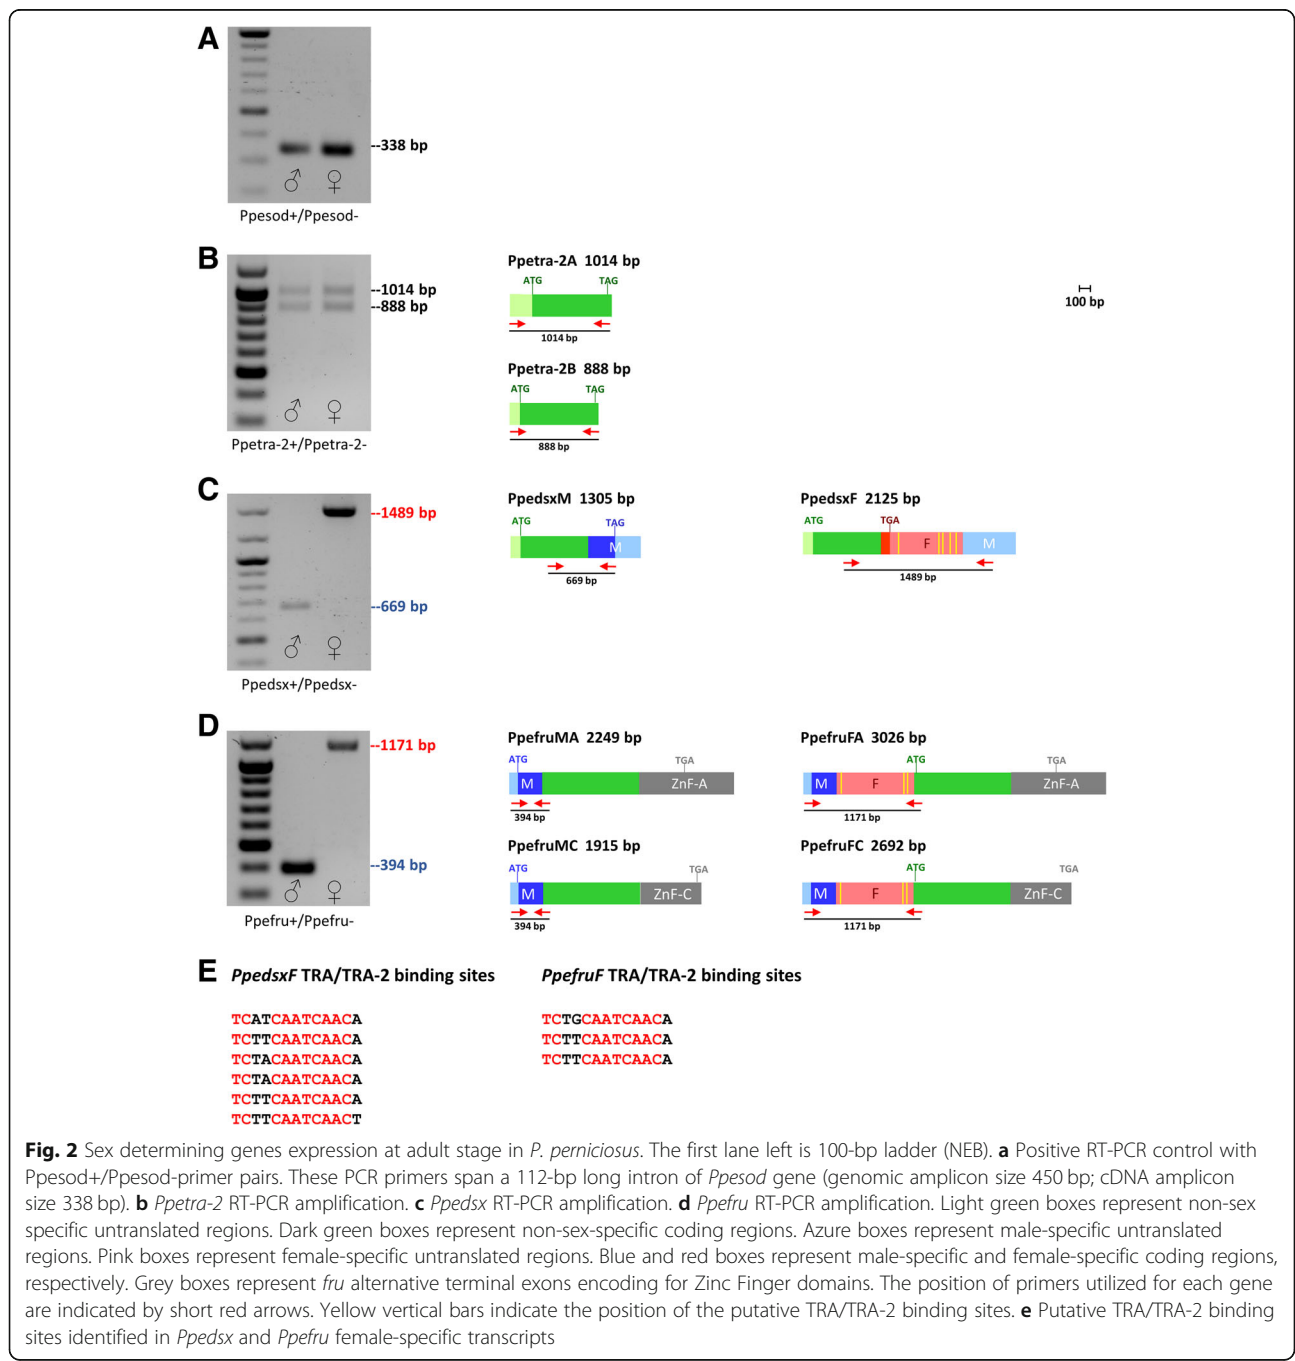 A
--338 bp
♂ ♀
Ppesod+/Ppesod-
B
--1014 bp
--888 bp
♂ ♀
Ppetra-2+/Ppetra-2-
Ppetra-2A 1014 bp
ATG TAG
1014 bp
100 bp
Ppetra-2B 888 bp
ATG TAG
888 bp
C
--1489 bp
--669 bp
♂ ♀
Ppedsx+/Ppedsx-
PpedsxM 1305 bp
ATG TAG
M
669 bp
PpedsxF 2125 bp
ATG TGA
F M
1489 bp
D
--1171 bp
--394 bp
♂ ♀
Ppefru+/Ppefru-
PpefruMA 2249 bp
ATG TGA
M ZnF-A
394 bp
PpefruFA 3026 bp
ATG TGA
M F ZnF-A
1171 bp
PpefruMC 1915 bp
ATG TGA
M ZnF-C
394 bp
PpefruFC 2692 bp
ATG TGA
M F ZnF-C
1171 bp
E
PpedsxF TRA/TRA-2 binding sites
TCATCAATCAACA
TCTTCAATCAACA
TCTACAATCAACA
TCTACAATCAACA
TCTTCAATCAACA
TCTTCAATCAACT
PpefruF TRA/TRA-2 binding sites
TCTGCAATCAACA
TCTTCAATCAACA
TCTTCAATCAACA
Fig. 2 Sex determining genes expression at adult stage in P. perniciosus. The first lane left is 100-bp ladder (NEB). a Positive RT-PCR control with
Ppesod+/Ppesod-primer pairs. These PCR primers span a 112-bp long intron of Ppesod gene (genomic amplicon size 450 bp; cDNA amplicon
size 338 bp). b Ppetra-2 RT-PCR amplification. c Ppedsx RT-PCR amplification. d Ppefru RT-PCR amplification. Light green boxes represent non-sex
specific untranslated regions. Dark green boxes represent non-sex-specific coding regions. Azure boxes represent male-specific untranslated
regions. Pink boxes represent female-specific untranslated regions. Blue and red boxes represent male-specific and female-specific coding regions,
respectively. Grey boxes represent fru alternative terminal exons encoding for Zinc Finger domains. The position of primers utilized for each gene
are indicated by short red arrows. Yellow vertical bars indicate the position of the putative TRA/TRA-2 binding sites. e Putative TRA/TRA-2 binding
sites identified in Ppedsx and Ppefru female-specific transcripts